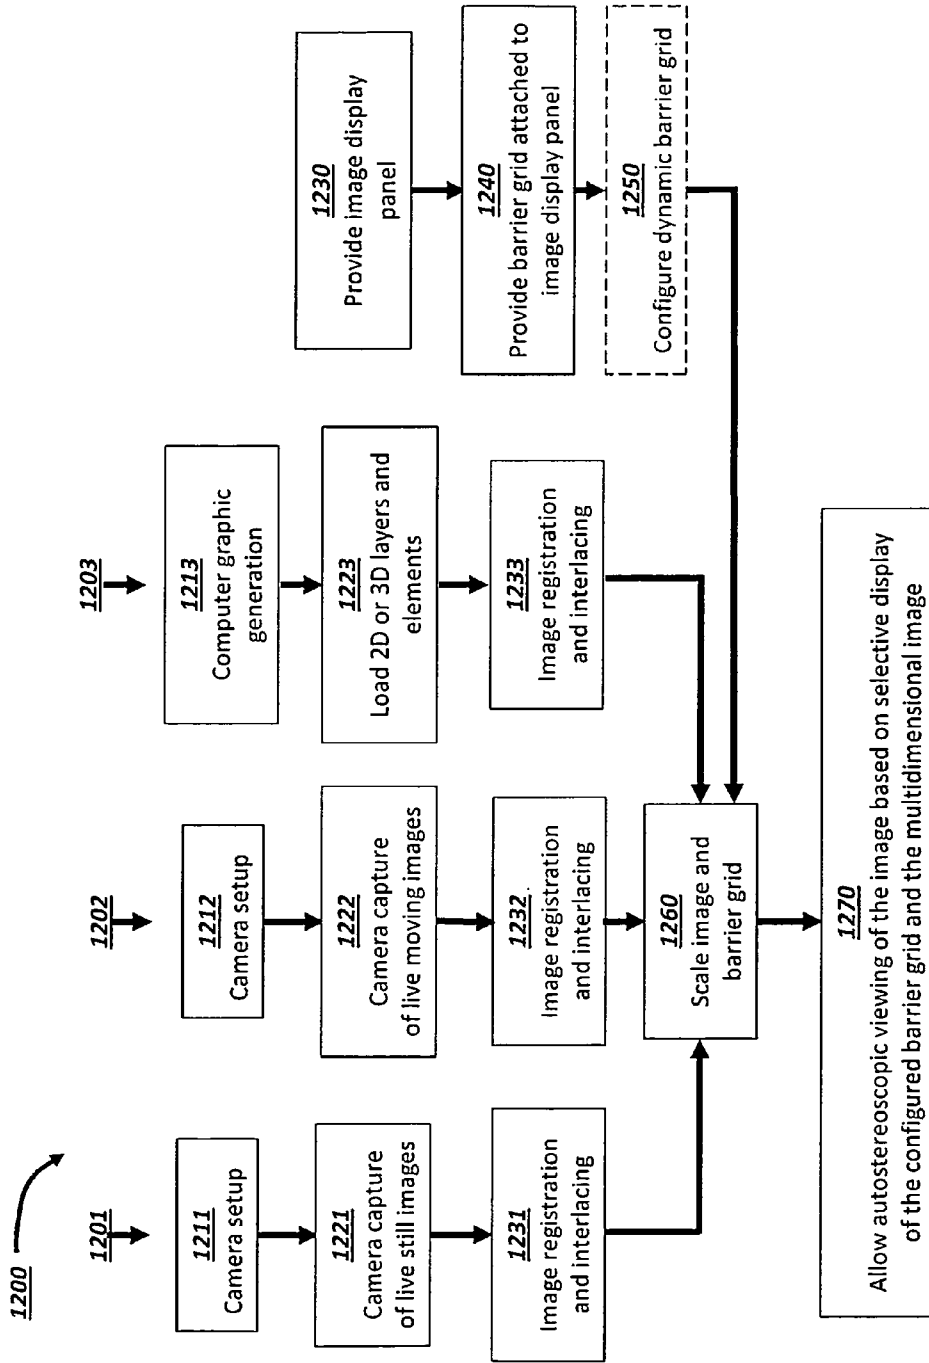 1200
1201
1211
Camera setup
1221
Camera capture
of live still images
1231
Image registration
and interlacing
1202
1212
Camera setup
1222
Camera capture
of live moving images
1232.
Image registration
and interlacing
1203
1213
Computer graphic
generation
1223
Load 2D or 3D layers and
elements
1233
Image registration
and interlacing
1230
Provide image display
panel
1240
Provide barrier grid attached to
image display panel
1250
Configure dynamic barrier grid
1260
Scale image and
barrier grid
1270
Allow autostereoscopic viewing of the image based on selective display
of the configured barrier grid and the multidimensional image